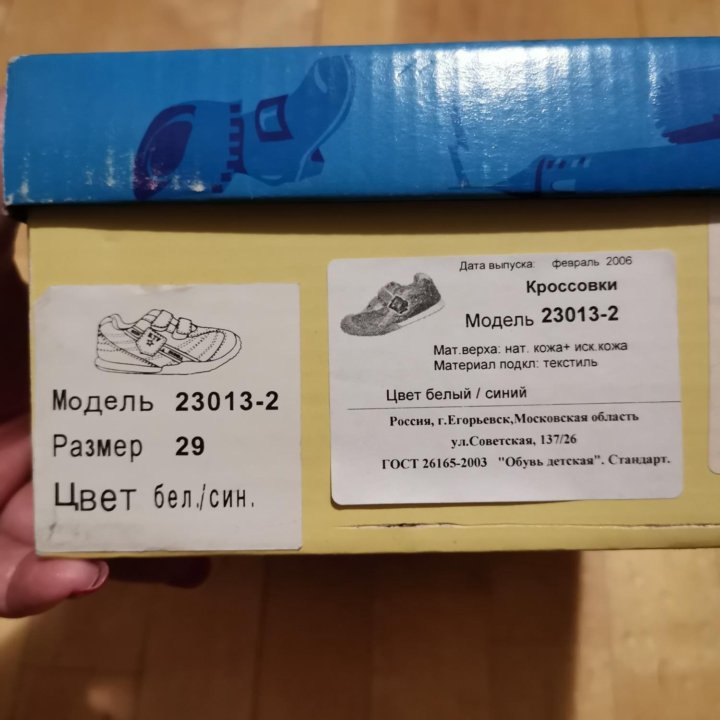 Модель 23013-2
Размер 29
Цвет бел./син.
Дата выпуска: февраль 2006
Кроссовки
Модель 23013-2
Мат.верха: нат. кожа+ иск.кожа
Материал подкл: текстиль
Цвет белый / синий
Россия, г.Егорьевск,Московская область
ул.Советская, 137/26
ГОСТ 26165-2003 "Обувь детская". Стандарт.